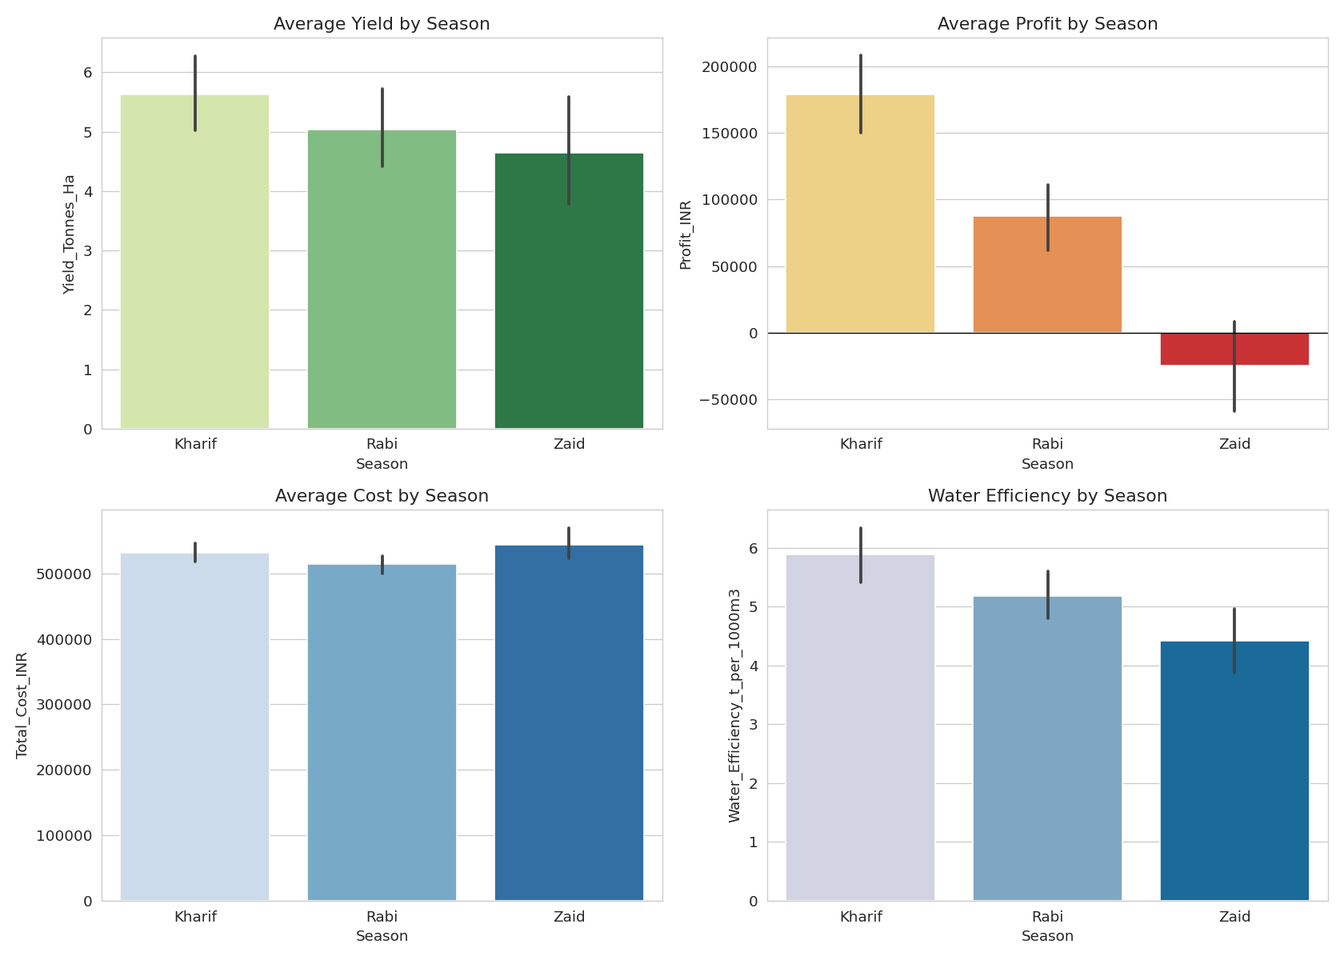 Average Yield by Season
Yield_Tonnes_Ha
6
5
4
3
2
1
0
Kharif Rabi Zaid
Season
Average Profit by Season
Profit_INR
200000
150000
100000
50000
0
−50000
Kharif Rabi Zaid
Season
Average Cost by Season
Total_Cost_INR
500000
400000
300000
200000
100000
0
Kharif Rabi Zaid
Season
Water Efficiency by Season
Water_Efficiency_t_per_1000m3
6
5
4
3
2
1
0
Kharif Rabi Zaid
Season